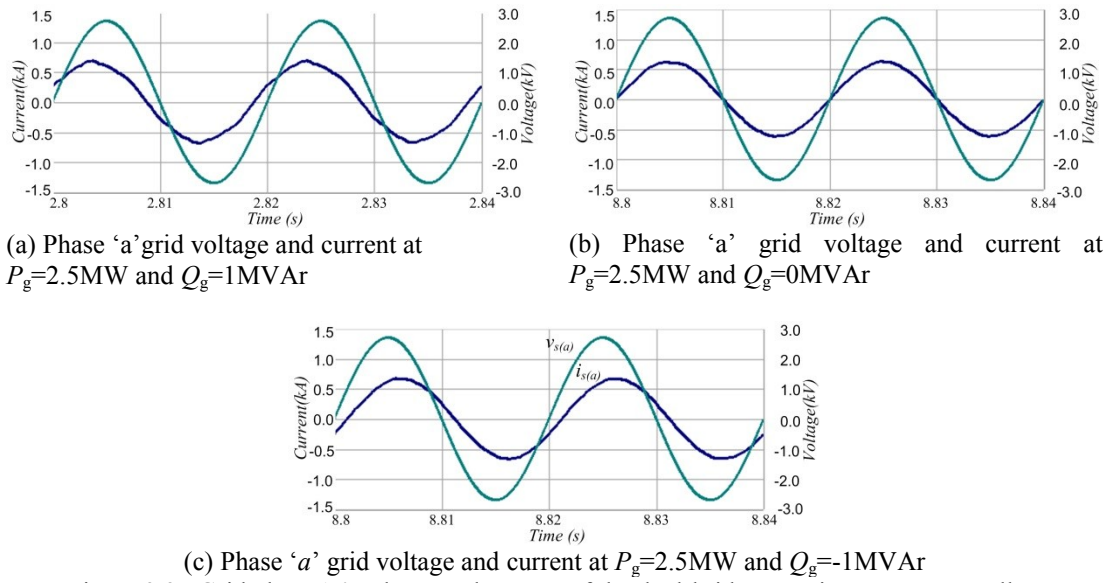 1.5
1.0
0.5
0.0
-0.5
-1.0
-1.5
Current(kA)
3.0
2.0
1.0
0.0
-1.0
-2.0
-3.0
Voltage(kV)
2.8 2.81 2.82 2.83 2.84
Time (s)
(a) Phase ‘a’grid voltage and current at
Pg=2.5MW and Qg=1MVAr
1.5
1.0
0.5
0.0
-0.5
-1.0
-1.5
Current(kA)
3.0
2.0
1.0
0.0
-1.0
-2.0
-3.0
Voltage(kV)
8.8 8.81 8.82 8.83 8.84
Time (s)
(b) Phase ‘a’ grid voltage and current at
Pg=2.5MW and Qg=0MVAr
1.5
1.0
0.5
0.0
-0.5
-1.0
-1.5
Current(kA)
vs(a)
is(a)
3.0
2.0
1.0
0.0
-1.0
-2.0
-3.0
Voltage(kV)
8.8 8.81 8.82 8.83 8.84
Time (s)
(c) Phase ‘a’ grid voltage and current at Pg=2.5MW and Qg=-1MVAr